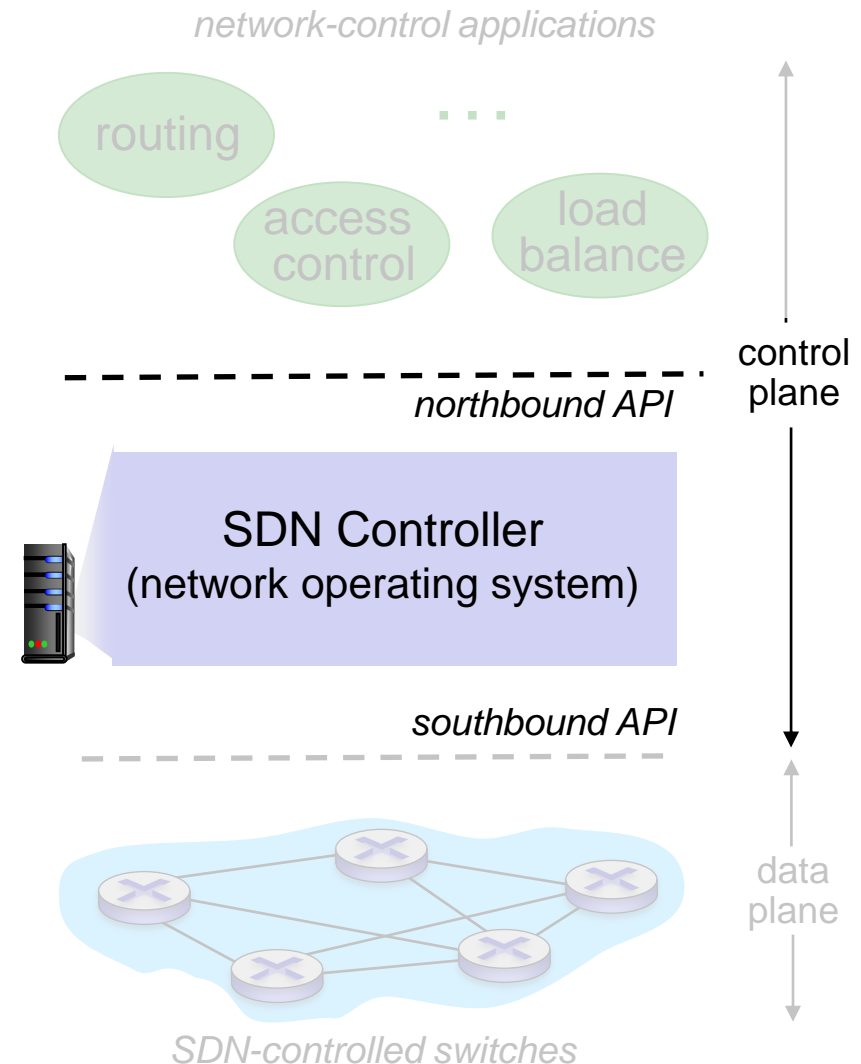 network-control applications
routing
. . .
access
control
load
balance
control
plane
northbound API
SDN Controller
(network operating system)
southbound API
data
plane
SDN-controlled switches